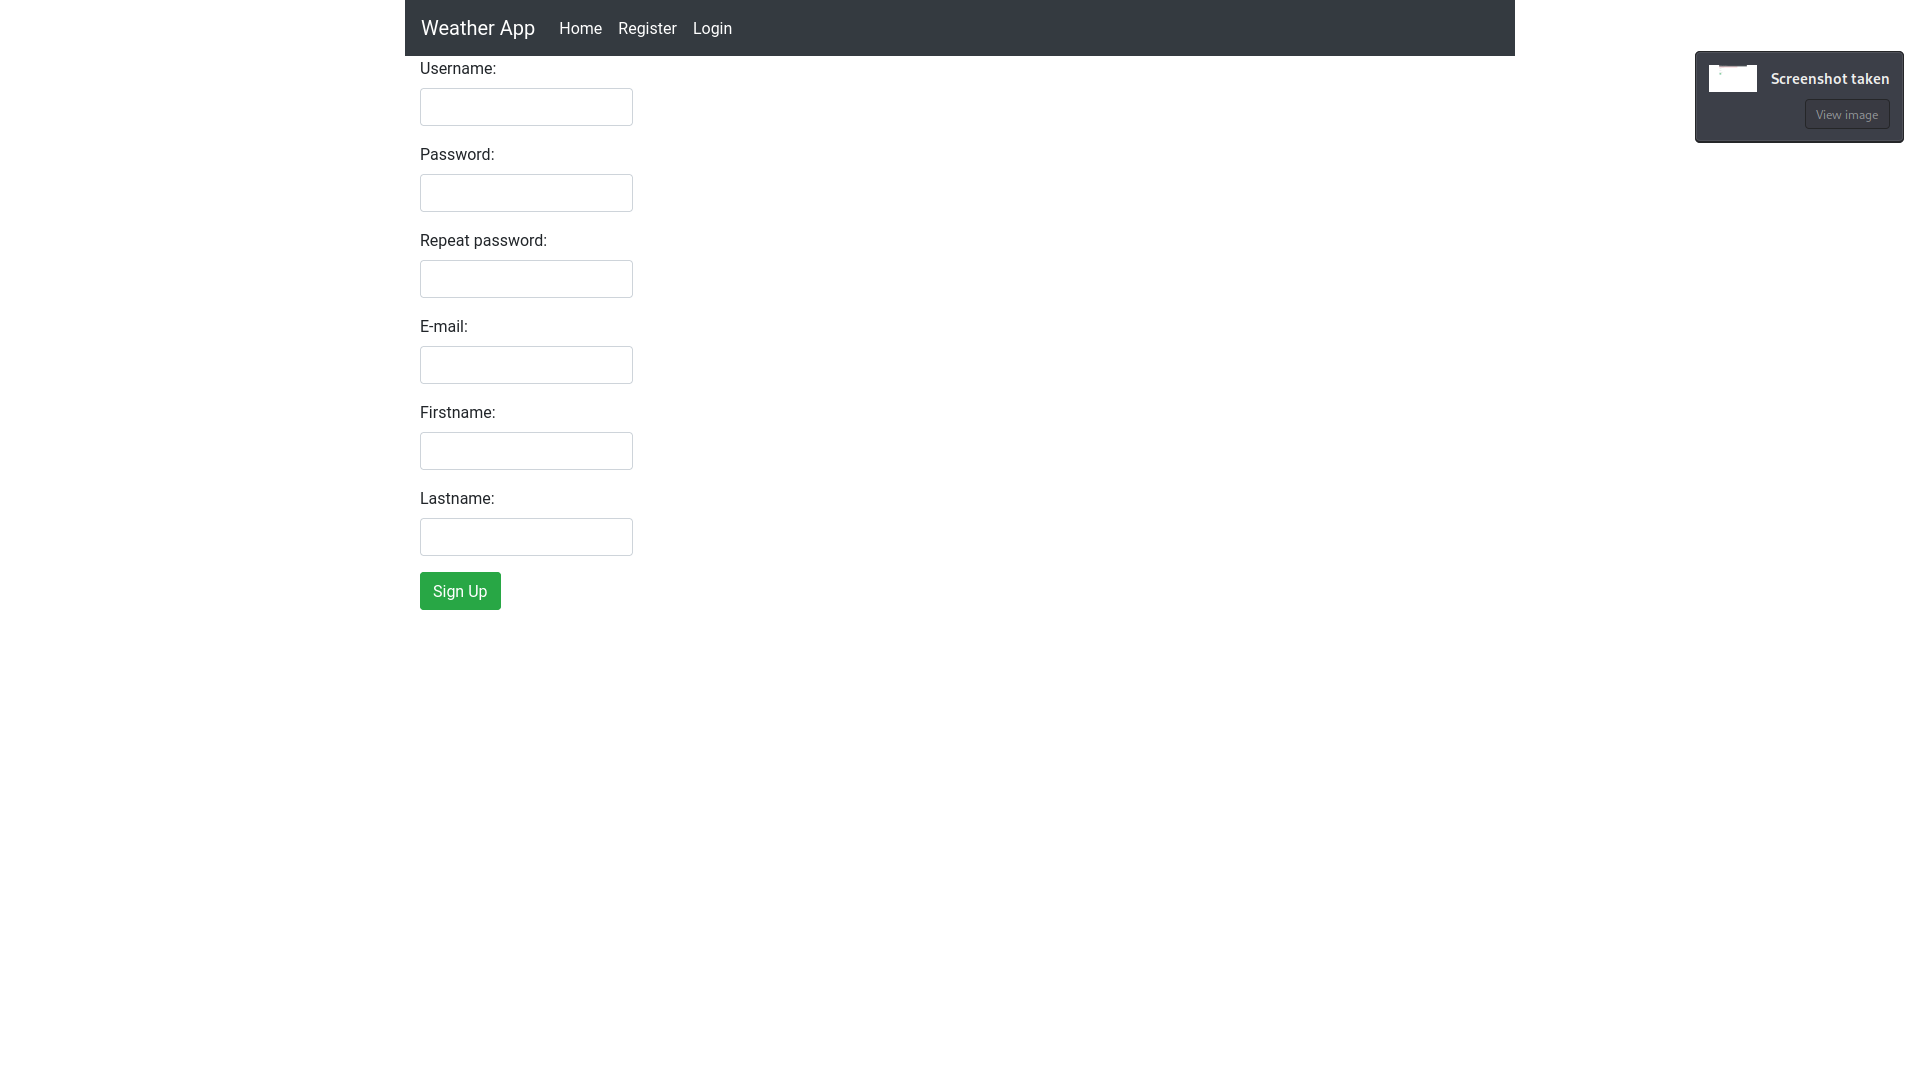 Weather App Home Register Login
Username:
Screenshot taken
View image
Password:
Repeat password:
E-mail:
Firstname:
Lastname:
Sign Up